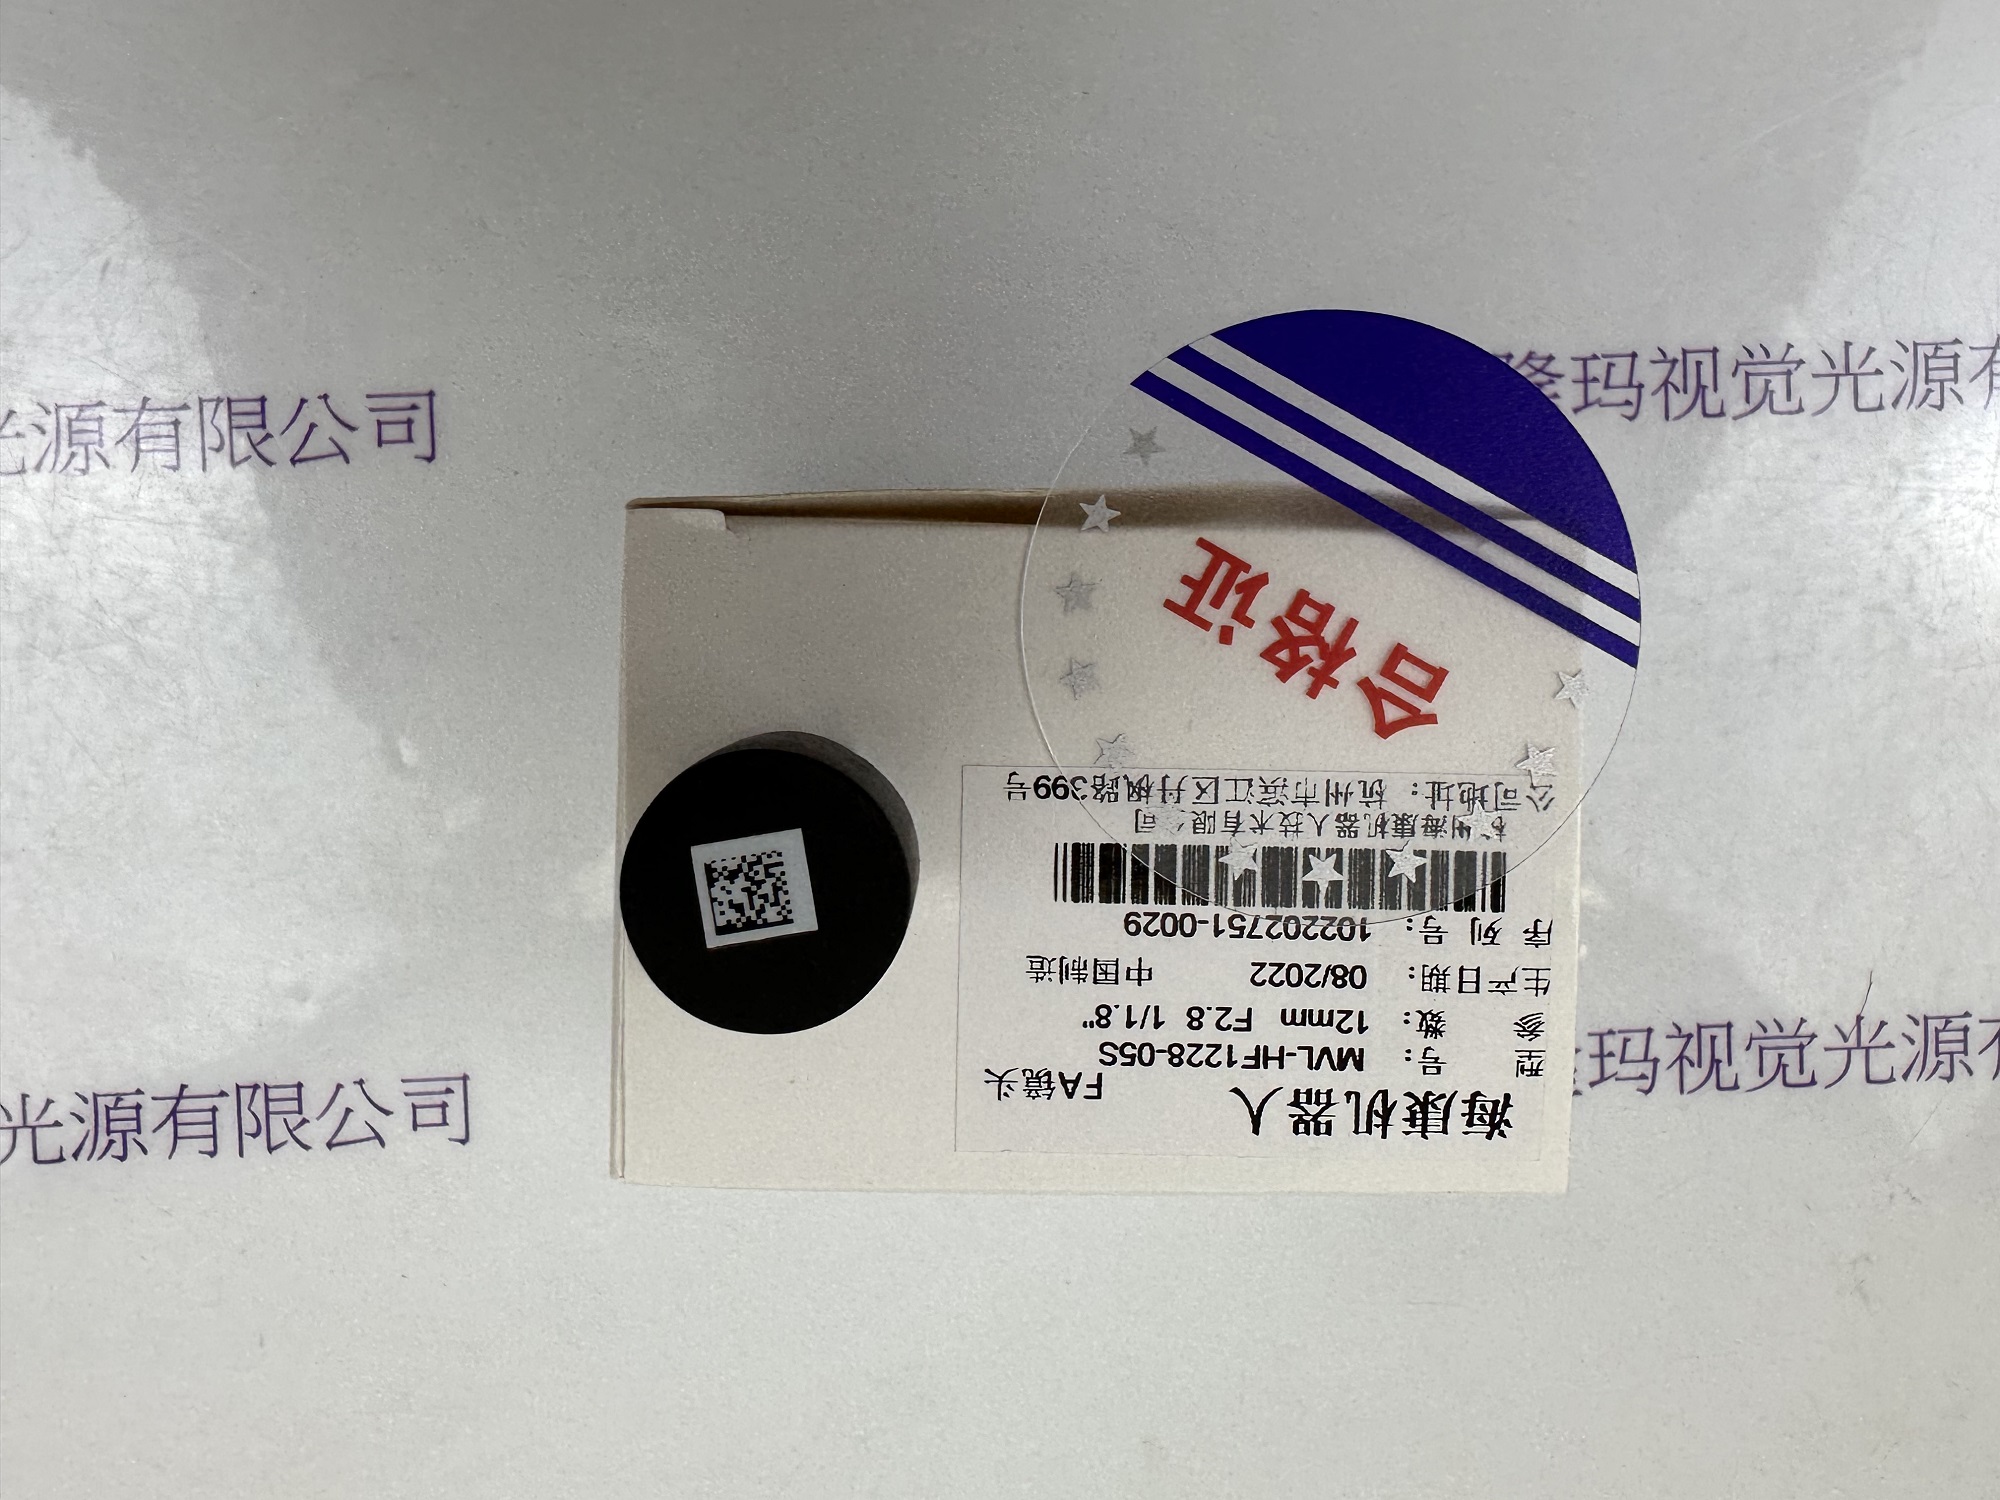 海康机器人 FA镜头
型 号: MVL-HF1228-05S
参 数: 12mm F2.8 1/1.8"
生产日期: 08/2022 中国制造
序 列 号: 102202751-0029
杭州海康机器人技术有限公司
公司地址: 杭州市滨江区丹枫路399号
合格证
光源有限公司
隆玛视觉光源有
光源有限公司
隆玛视觉光源有